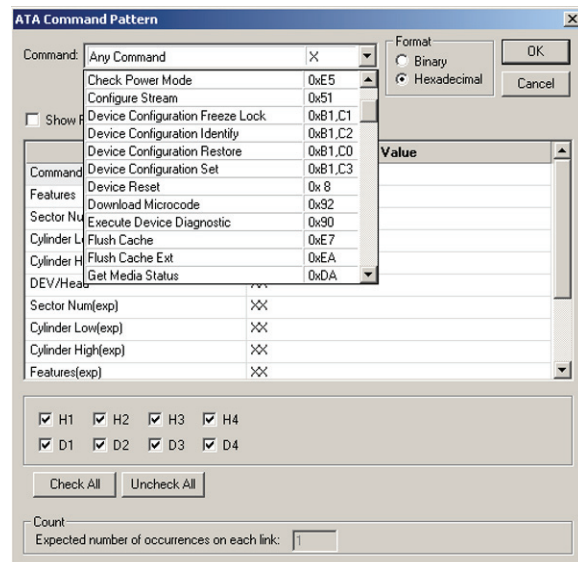 ATA Command Pattern
Command: Any Command X
Format
Binary
Hexadecimal
OK
Cancel
Check Power Mode 0xE5
Configure Stream 0x51
Device Configuration Freeze Lock 0xB1,C1
Device Configuration Identify 0xB1,C2
Device Configuration Restore 0xB1,C0
Device Configuration Set 0xB1,C3
Device Reset 0x 8
Download Microcode 0x92
Execute Device Diagnostic 0x90
Flush Cache 0xE7
Flush Cache Ext 0xEA
Get Media Status 0xDA
Show
Value
Command
Features
Sector Nu
Cylinder L
Cylinder H
DEV/Head XX
Sector Num(exp) XX
Cylinder Low(exp) XX
Cylinder High(exp) XX
Features(exp) XX
H1 H2 H3 H4
D1 D2 D3 D4
Check All Uncheck All
Count
Expected number of occurrences on each link: 1